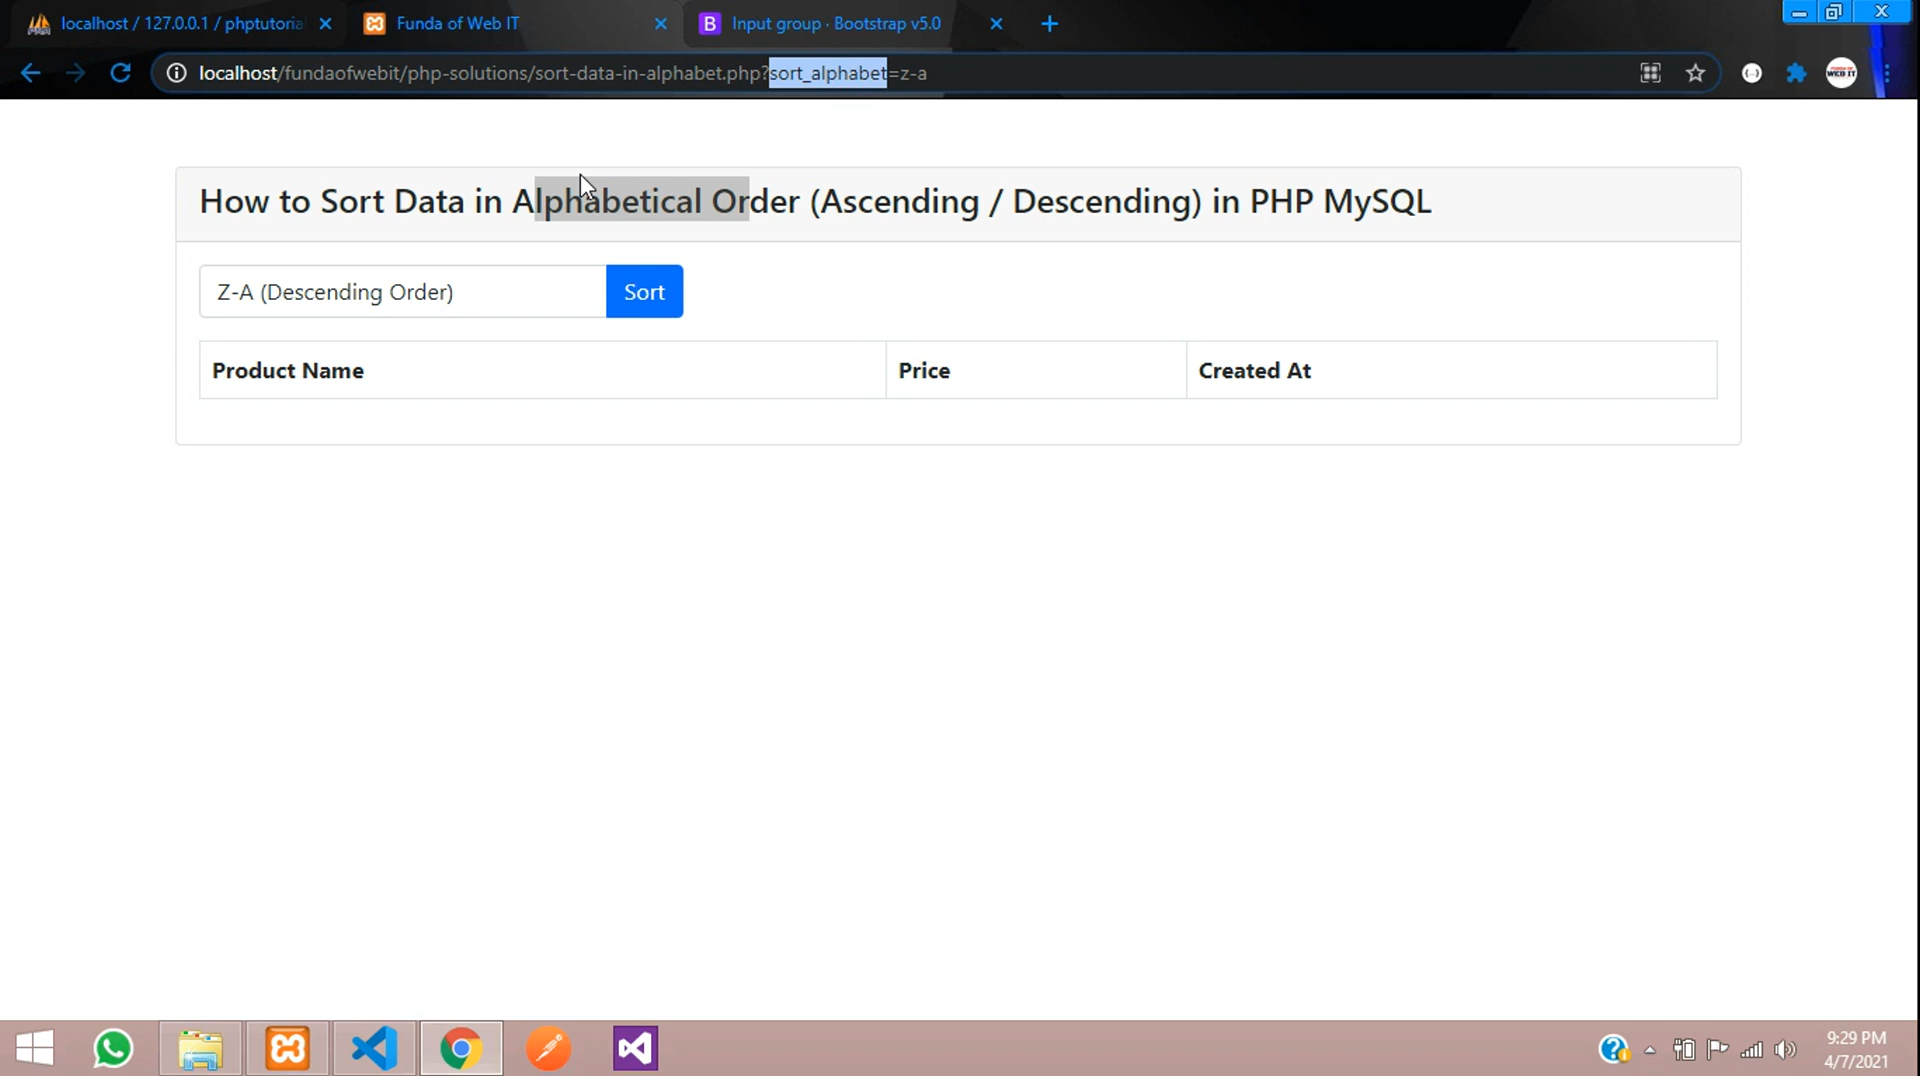 localhost / 127.0.0.1 / phptutoria
Funda of Web IT
Input group · Bootstrap v5.0
localhost/fundaofwebit/php-solutions/sort-data-in-alphabet.php?sort_alphabet=z-a
How to Sort Data in Alphabetical Order (Ascending / Descending) in PHP MySQL
Z-A (Descending Order)
Sort
Product Name
Price
Created At
9:29 PM
4/7/2021